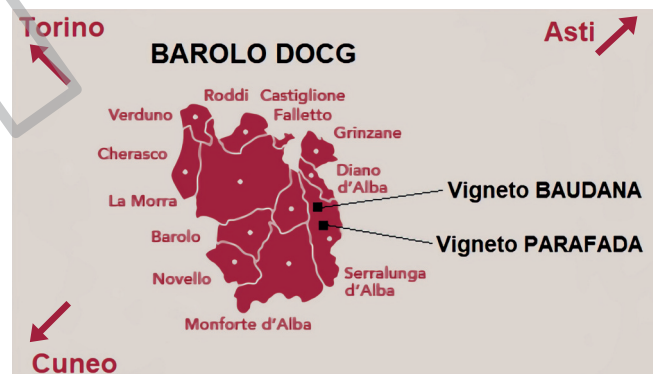 Torino
Asti
BAROLO DOCG
Roddi
Castiglione
Falletto
Verduno
Grinzane
Cherasco
Diano
d'Alba
La Morra
Vigneto BAUDANA
Barolo
Vigneto PARAFADA
Novello
Serralunga
d'Alba
Monforte d'Alba
Cuneo